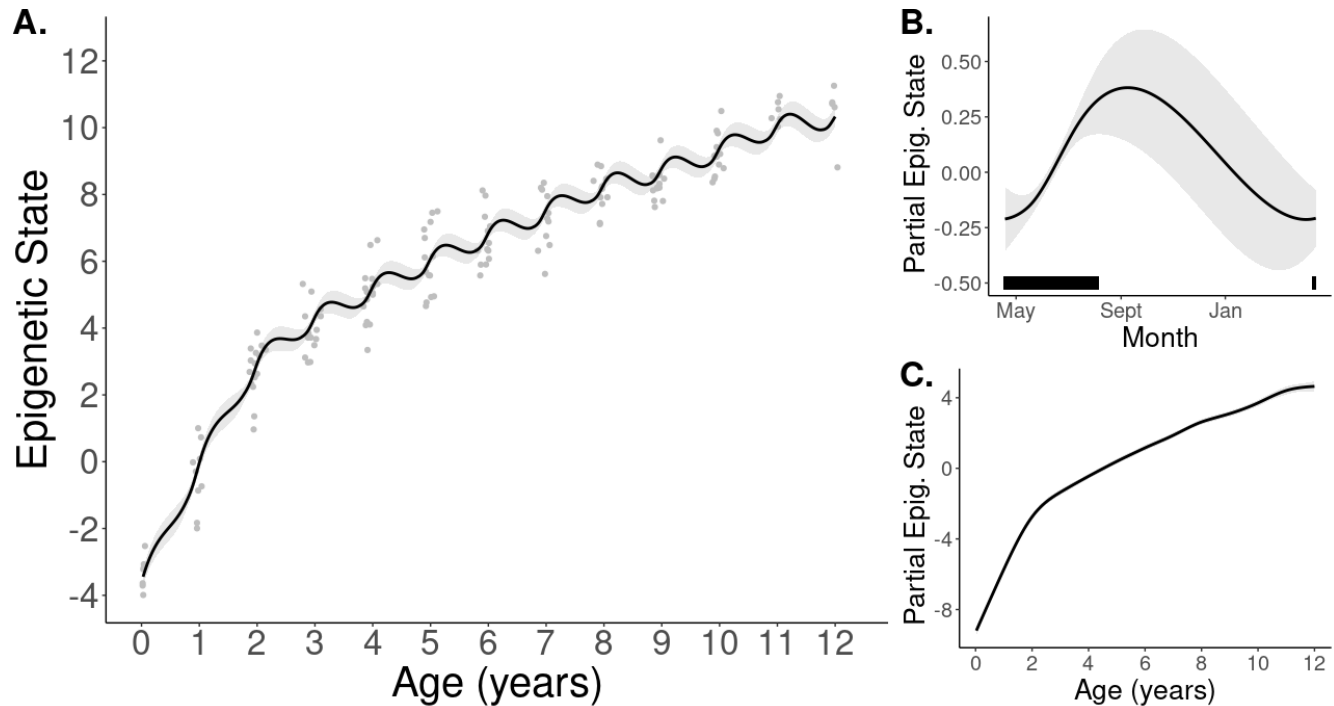 A.
Epigenetic State
12
10
8
6
4
2
0
-2
-4
0 1 2 3 4 5 6 7 8 9 10 11 12
Age (years)
B.
Partial Epig. State
0.50
0.25
0.00
-0.25
-0.50
May Sept Jan
Month
C.
Partial Epig. State
4
0
-4
-8
0 2 4 6 8 10 12
Age (years)